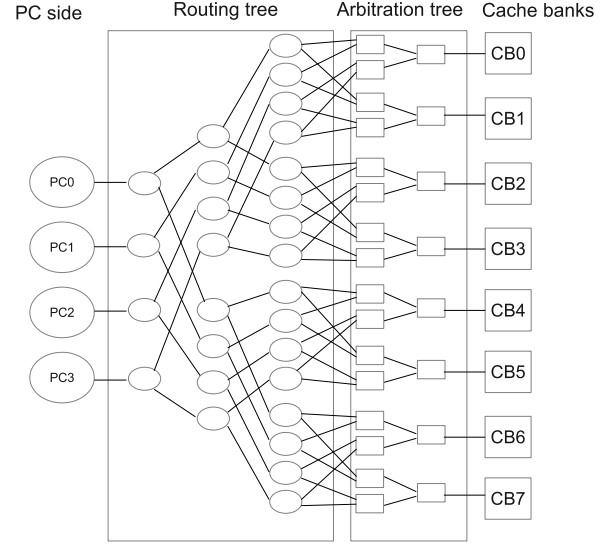 PC side Routing tree Arbitration tree Cache banks
CB0
CB1
PC0
CB2
PC1
CB3
PC2
CB4
PC3
CB5
CB6
CB7